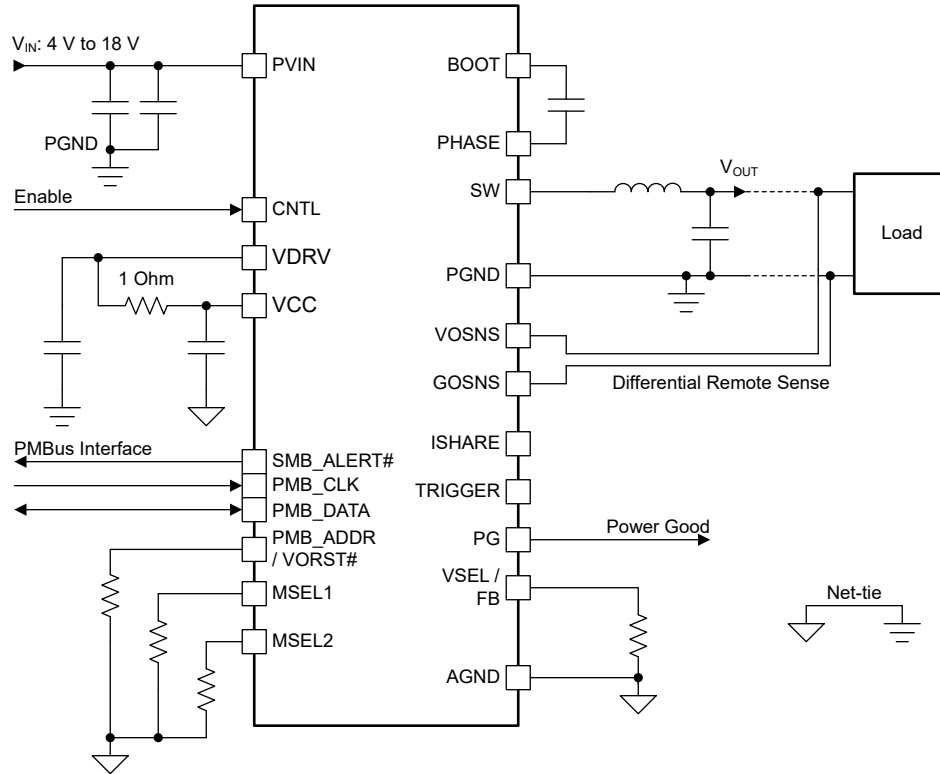 V_IN: 4 V to 18 V
PVIN
PGND
Enable
CNTL
VDRV
1 Ohm
VCC
PMBus Interface
SMB_ALERT#
PMB_CLK
PMB_DATA
PMB_ADDR
/ VORST#
MSEL1
MSEL2
BOOT
PHASE
SW
V_OUT
Load
PGND
VOSNS
GOSNS
Differential Remote Sense
ISHARE
TRIGGER
PG
Power Good
VSEL /
FB
AGND
Net-tie